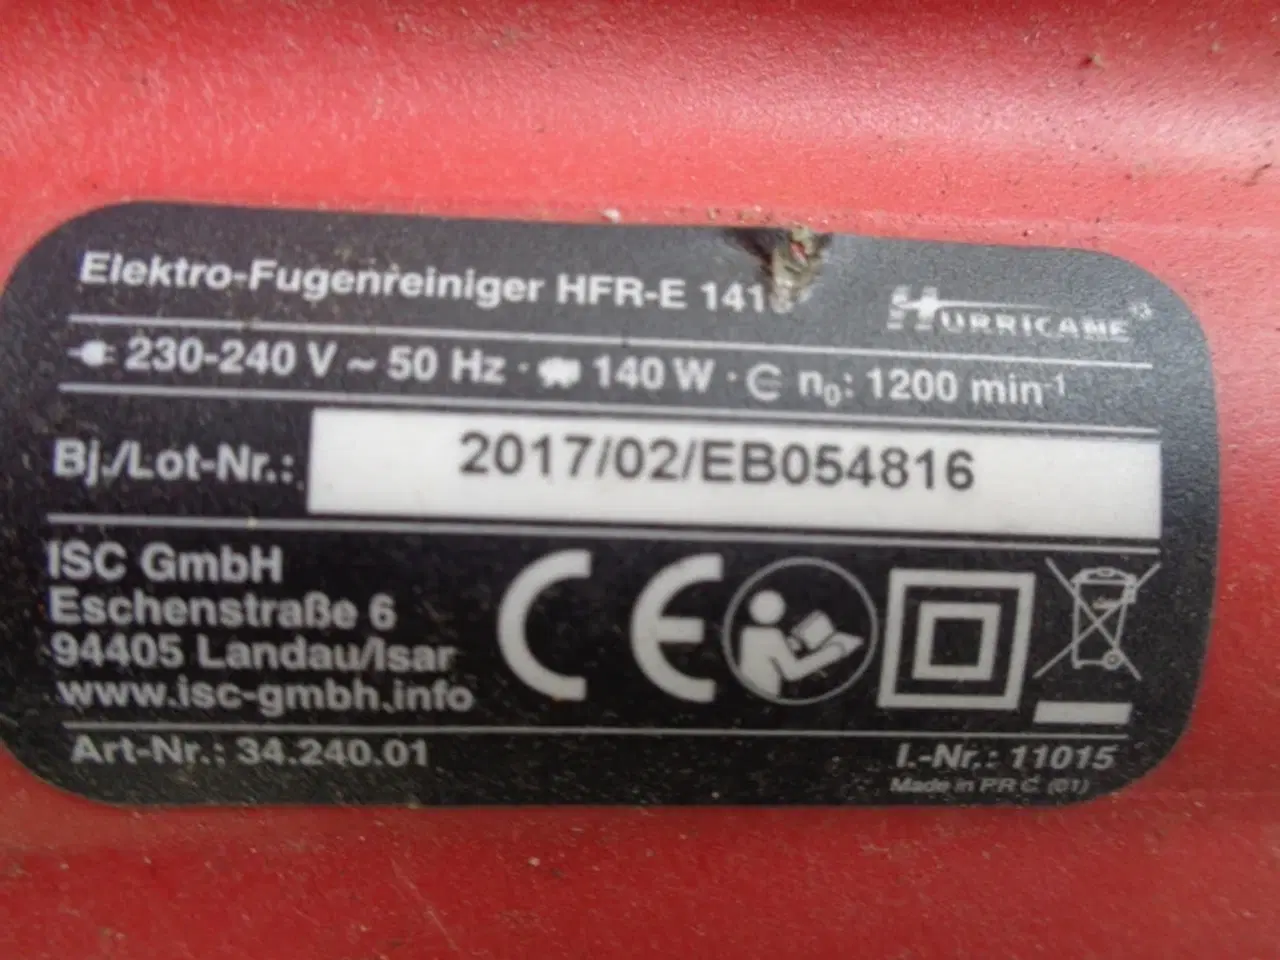 Elektro-Fugenreiniger HFR-E HURRICANE®
230-240 V ~ 50 Hz · 140 W · n₀: 1200 min⁻¹
Bj./Lot-Nr.: 2017/02/EB054816
ISC GmbH
Eschenstraße 6
94405 Landau/Isar
www.isc-gmbh.info
CE
Art-Nr.: 34.240.01 I.-Nr.: 11015
Made in P.R.C. (01)